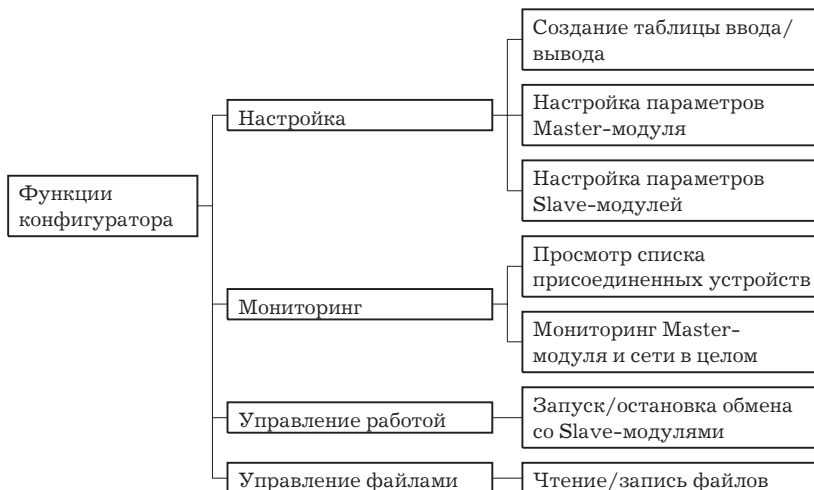 Создание таблицы ввода/
вывода
Настройка
Настройка параметров
Master-модуля
Настройка параметров
Slave-модулей
Функции
конфигуратора
Просмотр списка
присоединенных устройств
Мониторинг
Мониторинг Master-
модуля и сети в целом
Управление работой
Запуск/остановка обмена
со Slave-модулями
Управление файлами
Чтение/запись файлов